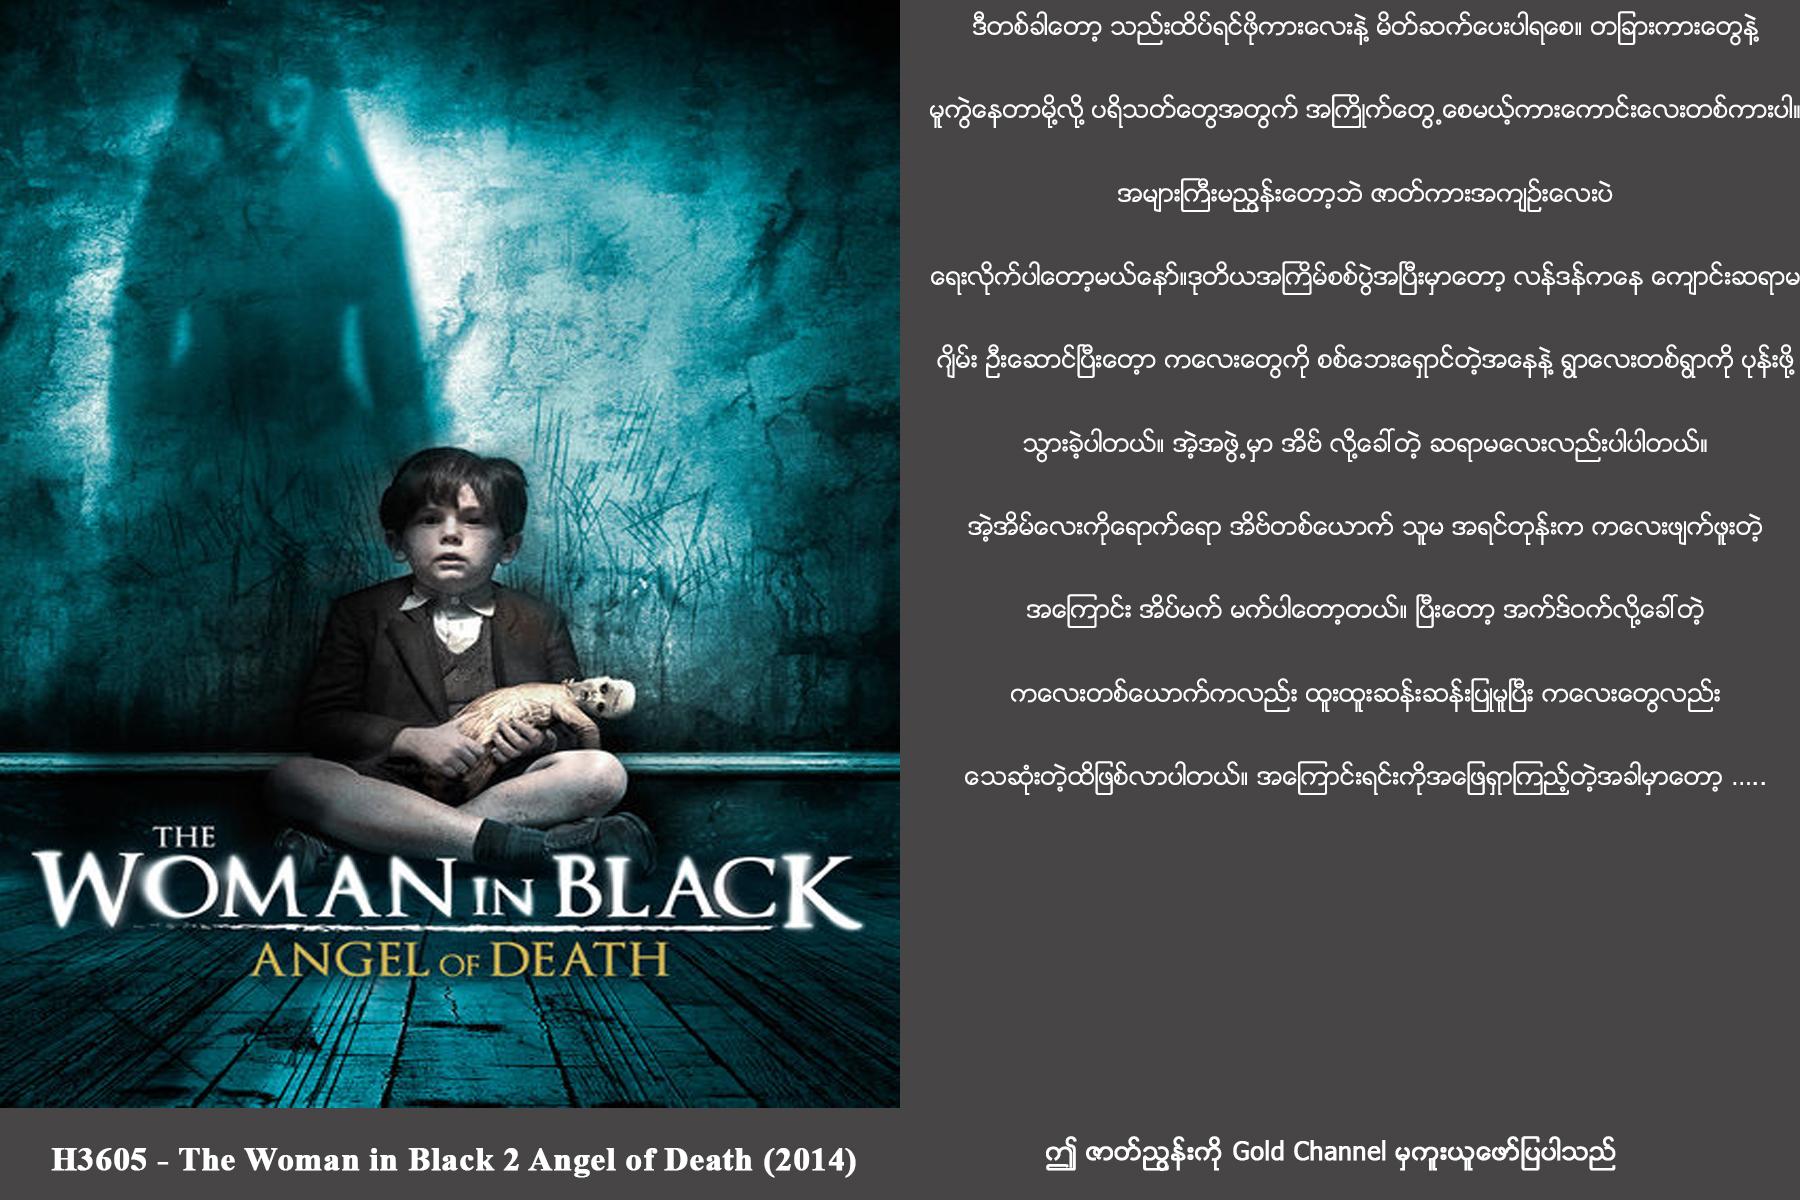 THE
WOMAN IN BLACK
ANGEL OF DEATH
H3605 - The Woman in Black 2 Angel of Death (2014)
ဒီတစ်ခါတော့ သည်းထိပ်ရင်ဖိုကားလေးနဲ့ မိတ်ဆက်ပေးပါရစေ။ တခြားကားတွေနဲ့
မူကွဲနေတာမို့လို့ ပရိသတ်တွေအတွက် အကြိုက်တွေ့စေမယ့်ကားကောင်းလေးတစ်ကားပါ။
အများကြီးမညွှန်းတော့ဘဲ ဇာတ်ကားအကျဉ်းလေးပဲ
ရေးလိုက်ပါတော့မယ်နော်။ဒုတိယအကြိမ်စစ်ပွဲအပြီးမှာတော့ လန်ဒန်ကနေ ကျောင်းဆရာမ
ဂျိမ်း ဦးဆောင်ပြီးတော့ ကလေးတွေကို စစ်ဘေးရှောင်တဲ့အနေနဲ့ ရွာလေးတစ်ရွာကို ပုန်းဖို့
သွားခဲ့ပါတယ်။ အဲ့အဖွဲ့မှာ အိဗ် လို့ခေါ်တဲ့ ဆရာမလေးလည်းပါပါတယ်။
အဲ့အိမ်လေးကိုရောက်ရော အိဗ်တစ်ယောက် သူမ အရင်တုန်းက ကလေးဖျက်ဖူးတဲ့
အကြောင်း အိပ်မက် မက်ပါတော့တယ်။ ပြီးတော့ အက်ဒ်ဝက်လို့ခေါ်တဲ့
ကလေးတစ်ယောက်ကလည်း ထူးထူးဆန်းဆန်းပြုမူပြီး ကလေးတွေလည်း
သေဆုံးတဲ့ထိဖြစ်လာပါတယ်။ အကြောင်းရင်းကိုအဖြေရှာကြည့်တဲ့အခါမှာတော့ .....
ဤ ဇာတ်ညွှန်းကို Gold Channel မှကူးယူဖော်ပြပါသည်